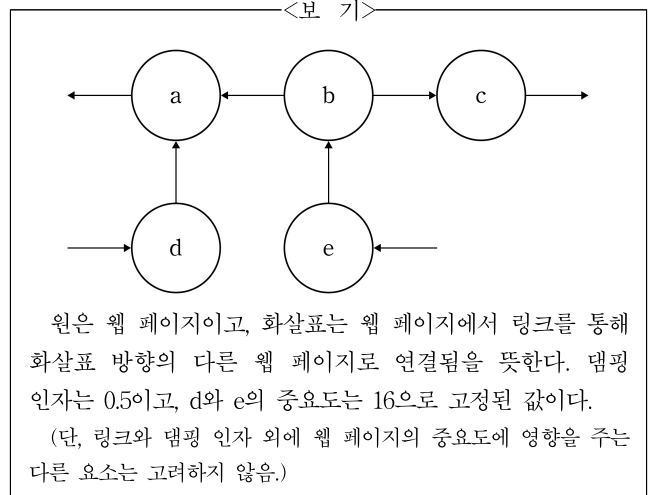 <보 기>
a b c
d e
원은 웹 페이지이고, 화살표는 웹 페이지에서 링크를 통해
화살표 방향의 다른 웹 페이지로 연결됨을 뜻한다. 댐핑
인자는 0.5이고, d와 e의 중요도는 16으로 고정된 값이다.
(단, 링크와 댐핑 인자 외에 웹 페이지의 중요도에 영향을 주는
다른 요소는 고려하지 않음.)